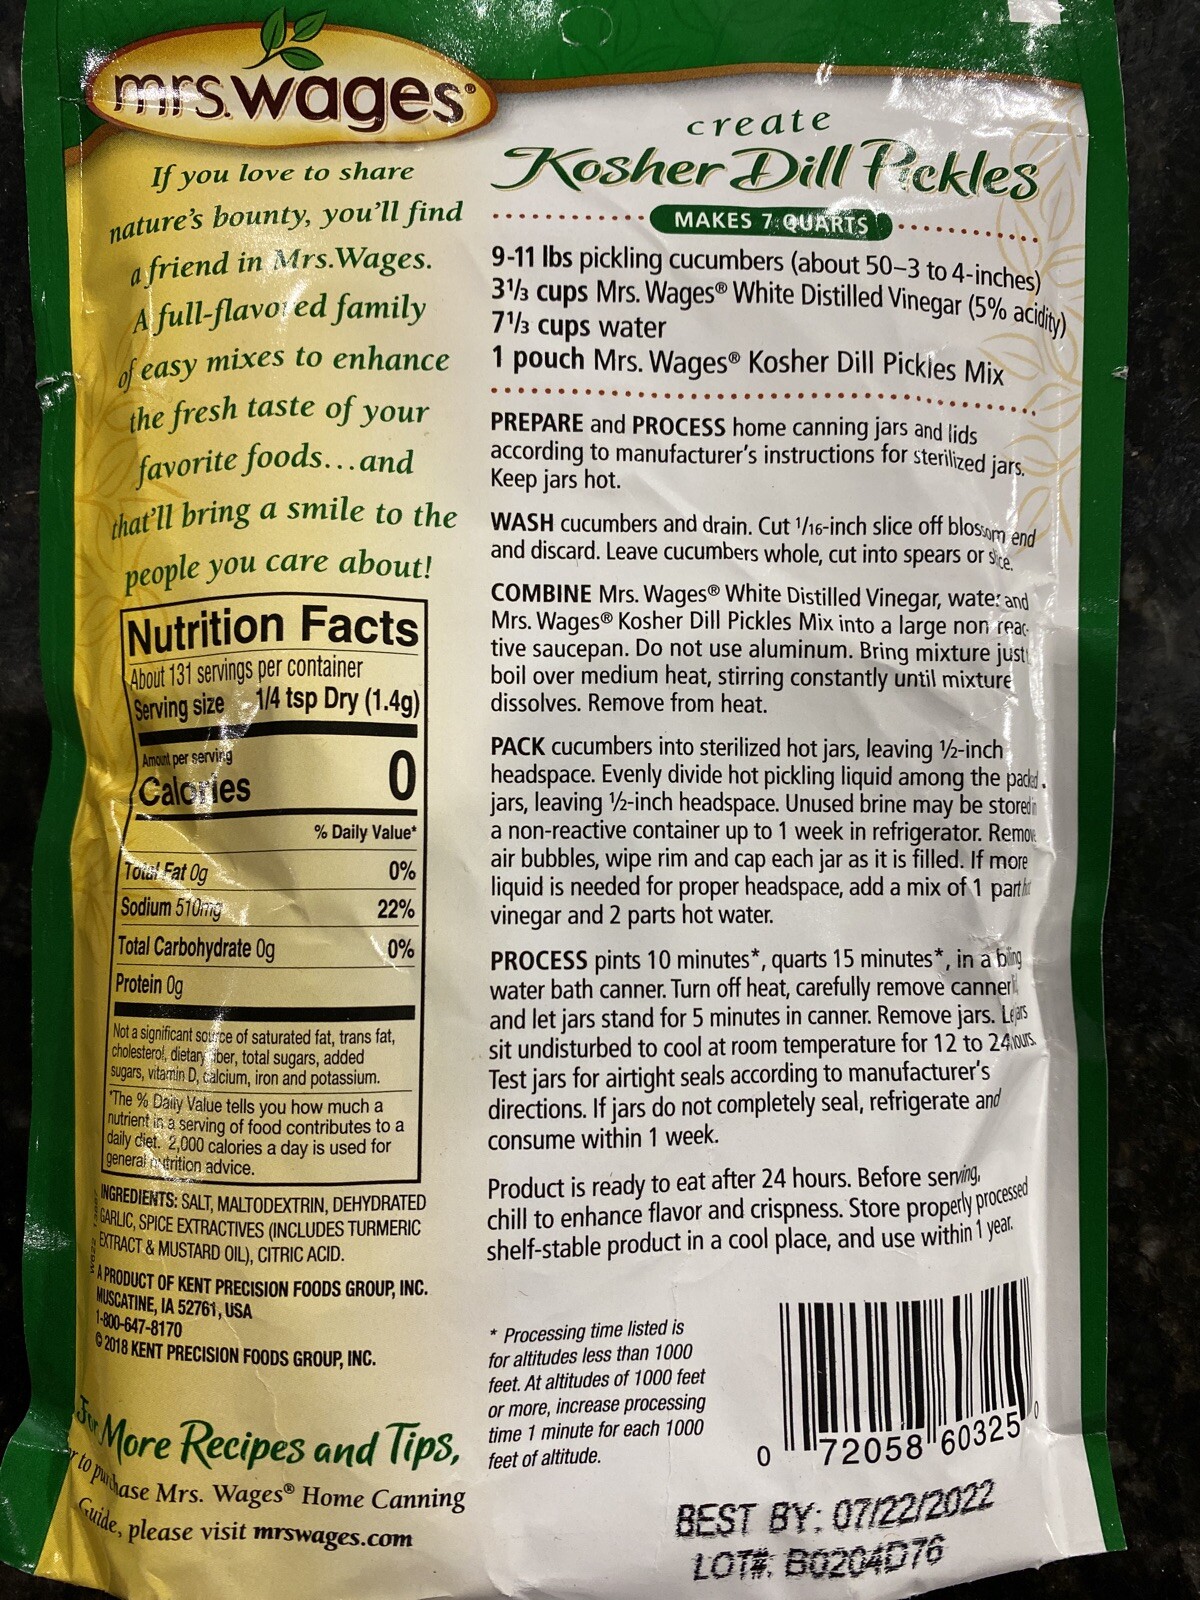 mrs.wages®
If you love to share
nature's bounty, you'll find
a friend in Mrs.Wages.
A full-flavored family
of easy mixes to enhance
the fresh taste of your
favorite foods...and
that'll bring a smile to the
people you care about!
Nutrition Facts
About 131 servings per container
Serving size 1/4 tsp Dry (1.4g)
Amount per serving
Calories 0
% Daily Value*
Total Fat 0g 0%
Sodium 510mg 22%
Total Carbohydrate 0g 0%
Protein 0g
Not a significant source of saturated fat, trans fat,
cholesterol, dietary fiber, total sugars, added
sugars, vitamin D, calcium, iron and potassium.
*The % Daily Value tells you how much a
nutrient in a serving of food contributes to a
daily diet. 2,000 calories a day is used for
general nutrition advice.
INGREDIENTS: SALT, MALTODEXTRIN, DEHYDRATED
GARLIC, SPICE EXTRACTIVES (INCLUDES TURMERIC
EXTRACT & MUSTARD OIL), CITRIC ACID.
A PRODUCT OF KENT PRECISION FOODS GROUP, INC.
MUSCATINE, IA 52761, USA
1-800-647-8170
© 2018 KENT PRECISION FOODS GROUP, INC.
For More Recipes and Tips,
or to purchase Mrs. Wages® Home Canning
Guide, please visit mrswages.com
create
Kosher Dill Pickles
MAKES 7 QUARTS
9-11 lbs pickling cucumbers (about 50–3 to 4-inches)
3 1/3 cups Mrs. Wages® White Distilled Vinegar (5% acidity)
7 1/3 cups water
1 pouch Mrs. Wages® Kosher Dill Pickles Mix
PREPARE and PROCESS home canning jars and lids
according to manufacturer's instructions for sterilized jars.
Keep jars hot.
WASH cucumbers and drain. Cut 1/16-inch slice off blossom end
and discard. Leave cucumbers whole, cut into spears or slice.
COMBINE Mrs. Wages® White Distilled Vinegar, water and
Mrs. Wages® Kosher Dill Pickles Mix into a large non reac-
tive saucepan. Do not use aluminum. Bring mixture just
boil over medium heat, stirring constantly until mixture
dissolves. Remove from heat.
PACK cucumbers into sterilized hot jars, leaving 1/2-inch
headspace. Evenly divide hot pickling liquid among the packed
jars, leaving 1/2-inch headspace. Unused brine may be stored in
a non-reactive container up to 1 week in refrigerator. Remove
air bubbles, wipe rim and cap each jar as it is filled. If more
liquid is needed for proper headspace, add a mix of 1 part hot
vinegar and 2 parts hot water.
PROCESS pints 10 minutes*, quarts 15 minutes*, in a boiling
water bath canner. Turn off heat, carefully remove canner
and let jars stand for 5 minutes in canner. Remove jars. Let jars
sit undisturbed to cool at room temperature for 12 to 24 hours.
Test jars for airtight seals according to manufacturer's
directions. If jars do not completely seal, refrigerate and
consume within 1 week.
Product is ready to eat after 24 hours. Before serving,
chill to enhance flavor and crispness. Store properly processed
shelf-stable product in a cool place, and use within 1 year.
* Processing time listed is
for altitudes less than 1000
feet. At altitudes of 1000 feet
or more, increase processing
time 1 minute for each 1000
feet of altitude.
0 72058 60325 0
BEST BY: 07/22/2022
LOT#: B0204D76